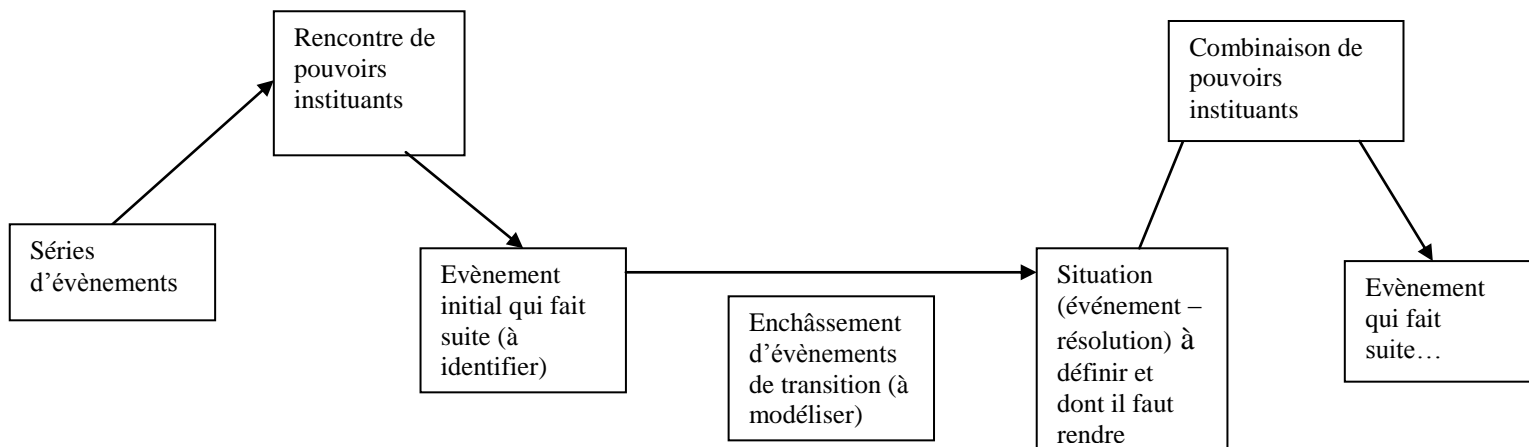 Rencontre de
pouvoirs
instituants
Combinaison de
pouvoirs
instituants
Séries
d’évènements
Evènement
initial qui fait
suite (à
identifier)
Enchâssement
d’évènements
de transition (à
modéliser)
Situation
(événement –
résolution) à
définir et
dont il faut
rendre
Evènement
qui fait
suite…